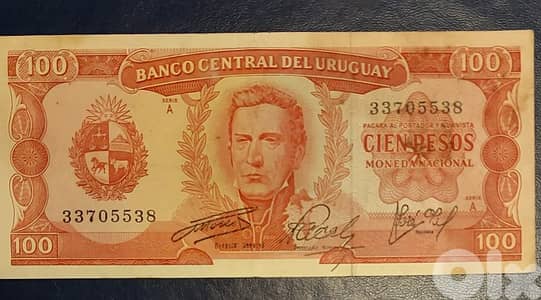 100
BANCO CENTRAL DEL URUGUAY
100
SERIE
A
33705538
PAGARA AL PORTADOR Y A LA VISTA
CIEN PESOS
MONEDA NACIONAL
SERIE
A
33705538
100
100
olx